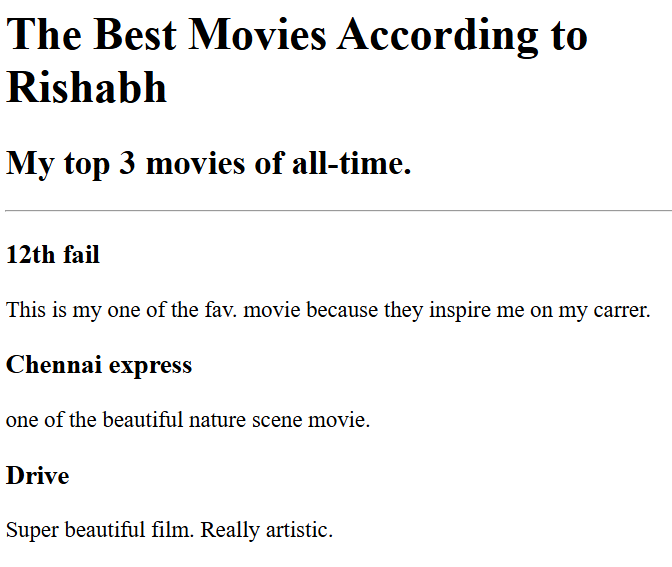 The Best Movies According to
Rishabh
My top 3 movies of all-time.
12th fail
This is my one of the fav. movie because they inspire me on my carrer.
Chennai express
one of the beautiful nature scene movie.
Drive
Super beautiful film. Really artistic.